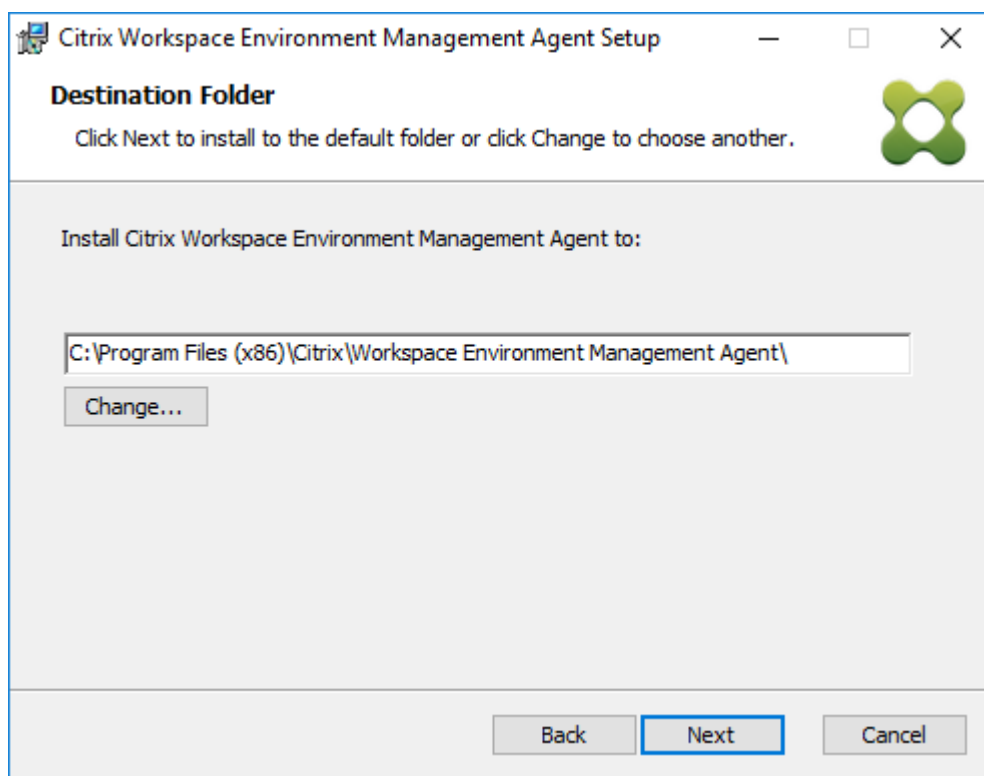 Citrix Workspace Environment Management Agent Setup
Destination Folder
Click Next to install to the default folder or click Change to choose another.
Install Citrix Workspace Environment Management Agent to:
C:\Program Files (x86)\Citrix\Workspace Environment Management Agent\
Change...
Back Next Cancel